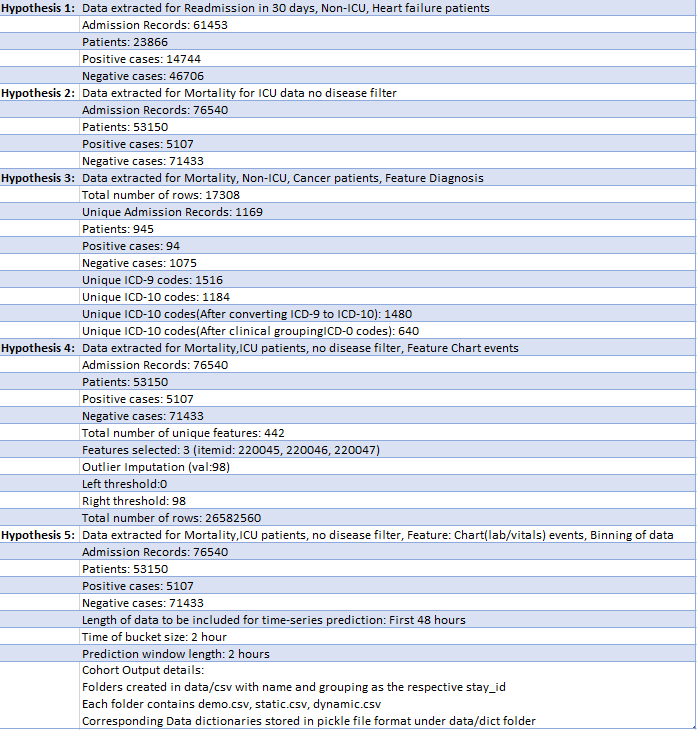 Hypothesis 1: Data extracted for Readmission in 30 days, Non-ICU, Heart failure patients
Admission Records: 61453
Patients: 23866
Positive cases: 14744
Negative cases: 46706
Hypothesis 2: Data extracted for Mortality for ICU data no disease filter
Admission Records: 76540
Patients: 53150
Positive cases: 5107
Negative cases: 71433
Hypothesis 3: Data extracted for Mortality, Non-ICU, Cancer patients, Feature Diagnosis
Total number of rows: 17308
Unique Admission Records: 1169
Patients: 945
Positive cases: 94
Negative cases: 1075
Unique ICD-9 codes: 1516
Unique ICD-10 codes: 1184
Unique ICD-10 codes(After converting ICD-9 to ICD-10): 1480
Unique ICD-10 codes(After clinical groupingICD-0 codes): 640
Hypothesis 4: Data extracted for Mortality,ICU patients, no disease filter, Feature Chart events
Admission Records: 76540
Patients: 53150
Positive cases: 5107
Negative cases: 71433
Total number of unique features: 442
Features selected: 3 (itemid: 220045, 220046, 220047)
Outlier Imputation (val:98)
Left threshold:0
Right threshold: 98
Total number of rows: 26582560
Hypothesis 5: Data extracted for Mortality,ICU patients, no disease filter, Feature: Chart(lab/vitals) events, Binning of data
Admission Records: 76540
Patients: 53150
Positive cases: 5107
Negative cases: 71433
Length of data to be included for time-series prediction: First 48 hours
Time of bucket size: 2 hour
Prediction window length: 2 hours
Cohort Output details:
Folders created in data/csv with name and grouping as the respective stay_id
Each folder contains demo.csv, static.csv, dynamic.csv
Corresponding Data dictionaries stored in pickle file format under data/dict folder